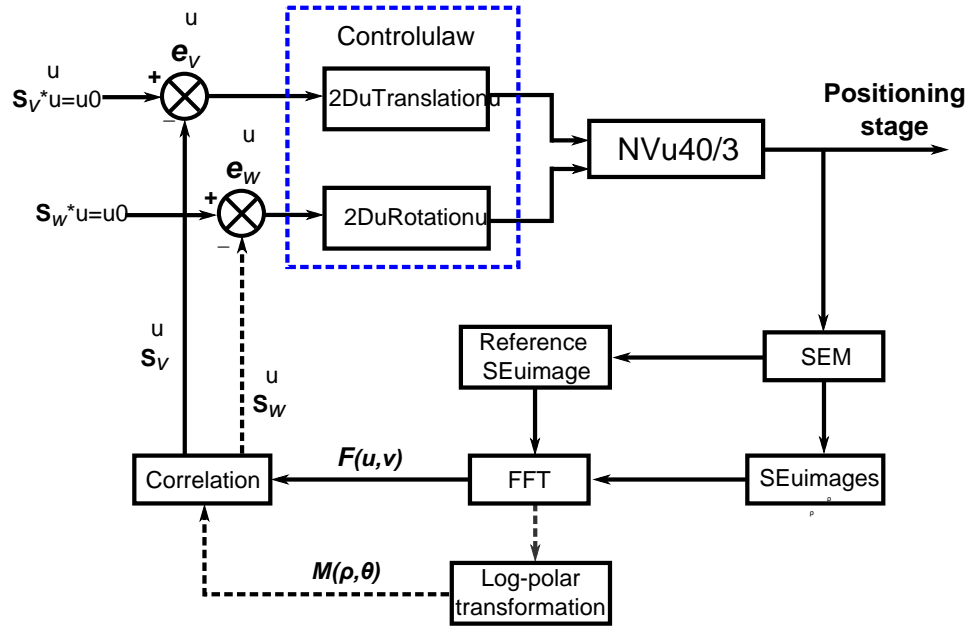 u
e_v
u
S_v*u=u0
+
−
Controlulaw
2DuTranslationu
Positioning
stage
NVu40/3
u
e_w
S_w*u=u0
+
−
2DuRotationu
u
S_v
u
S_w
Reference
SEuimage
SEM
Correlation
F(u,v)
FFT
SEuimages
ρ
ρ
M(ρ,θ)
Log-polar
transformation